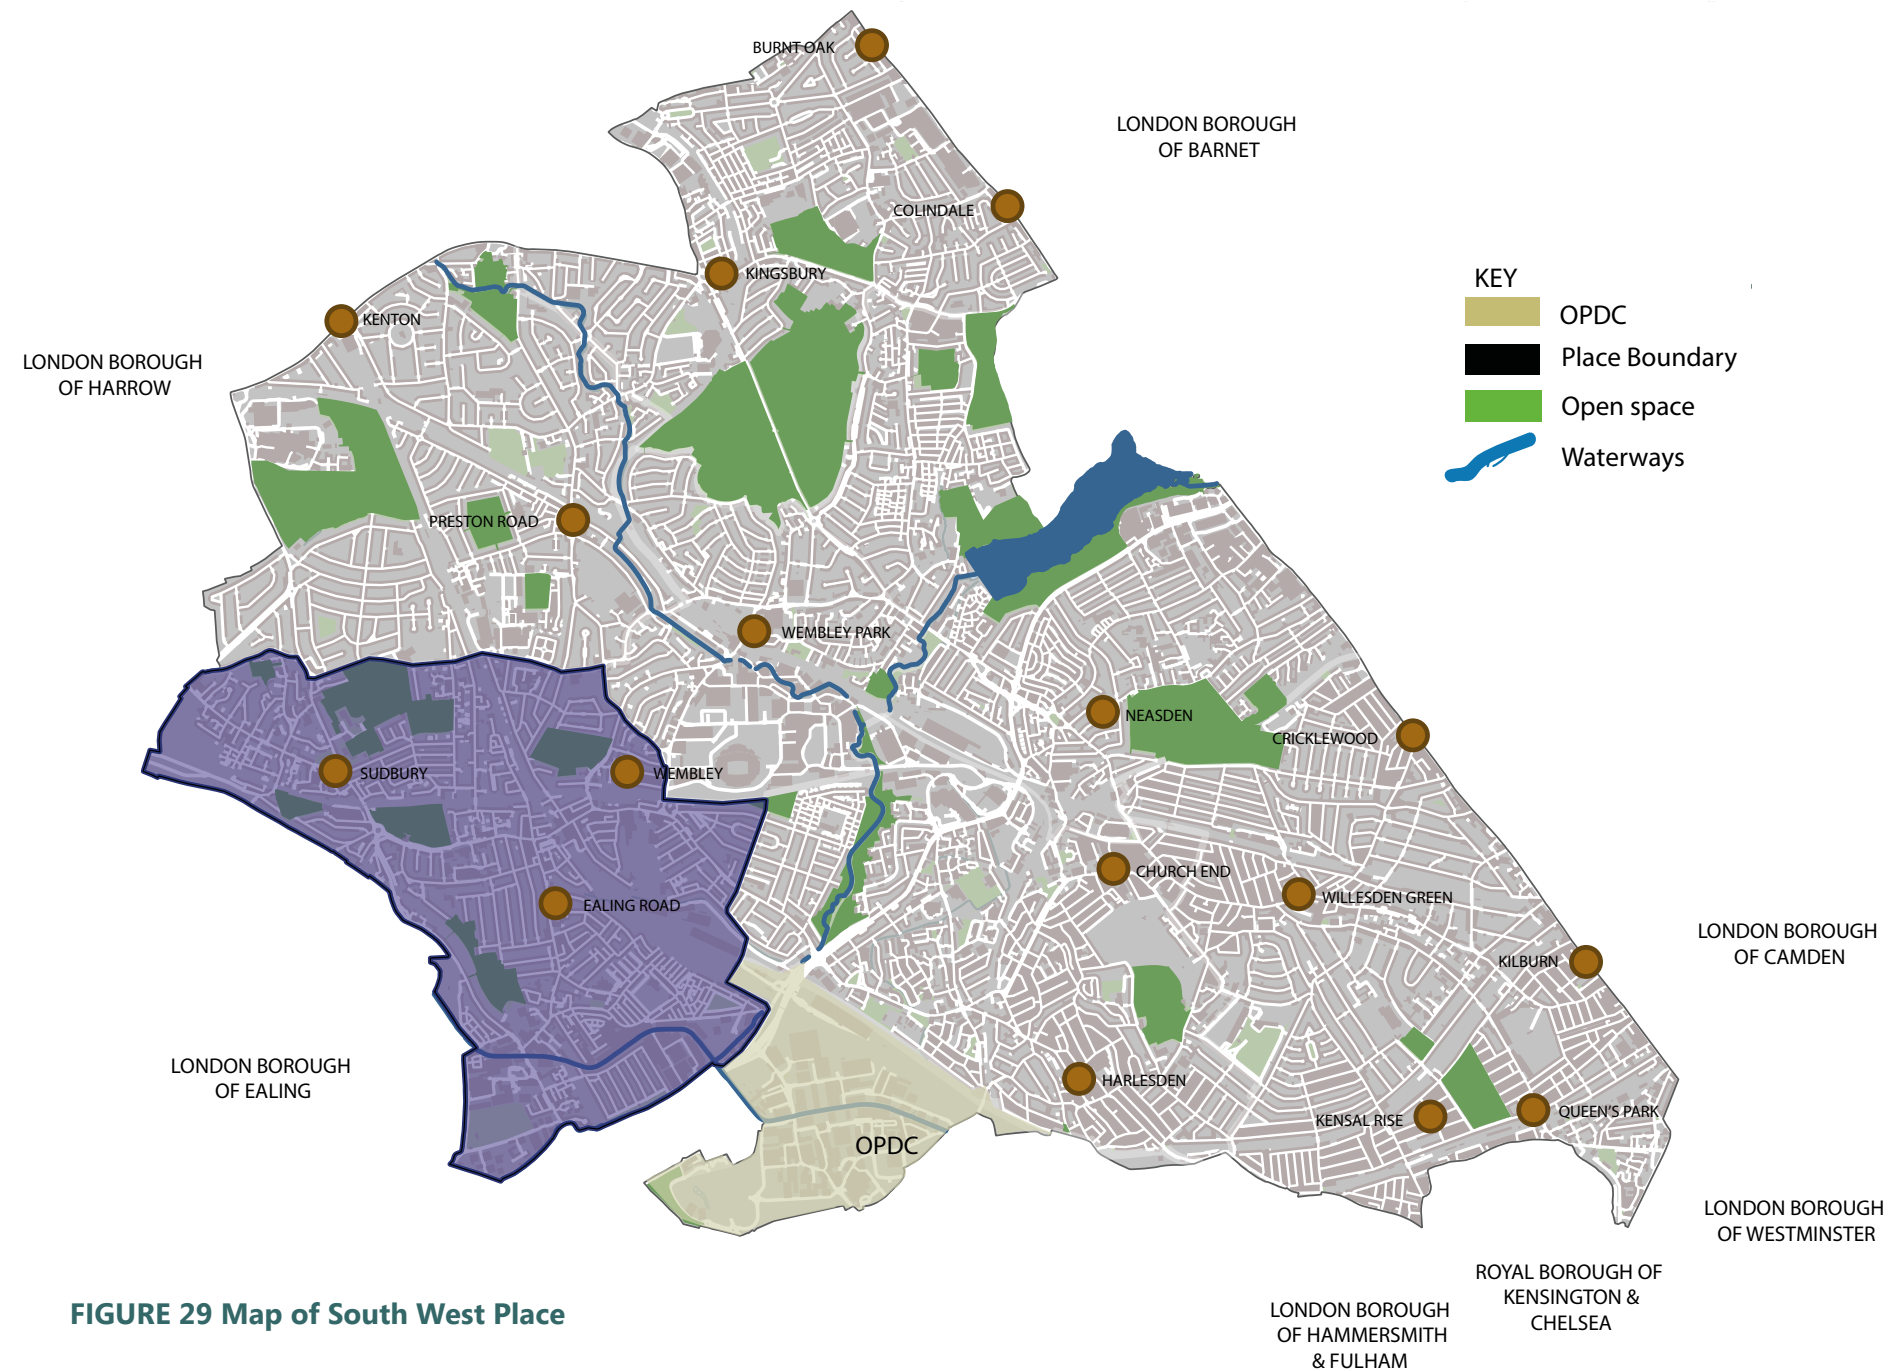 BURNT OAK
LONDON BOROUGH
OF BARNET
COLINDALE
KINGSBURY
KEY
OPDC
Place Boundary
Open space
Waterways
KENTON
LONDON BOROUGH
OF HARROW
PRESTON ROAD
WEMBLEY PARK
NEASDEN
CRICKLEWOOD
SUDBURY
WEMBLEY
CHURCH END
WILLESDEN GREEN
EALING ROAD
LONDON BOROUGH
OF CAMDEN
KILBURN
LONDON BOROUGH
OF EALING
HARLESDEN
KENSAL RISE
QUEEN'S PARK
OPDC
LONDON BOROUGH
OF WESTMINSTER
ROYAL BOROUGH OF
KENSINGTON &
CHELSEA
LONDON BOROUGH
OF HAMMERSMITH
& FULHAM
FIGURE 29 Map of South West Place